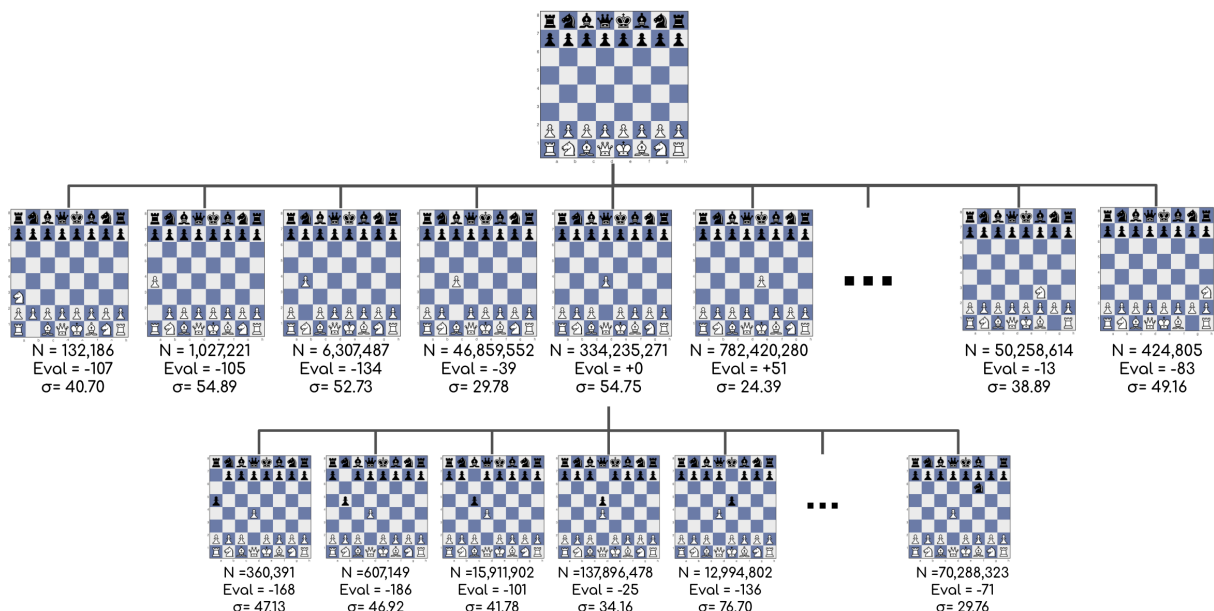 N = 132,186
Eval = -107
σ= 40.70
N = 1,027,221
Eval = -105
σ= 54.89
N = 6,307,487
Eval = -134
σ= 52.73
N = 46,859,552
Eval = -39
σ= 29.78
N = 334,235,271
Eval = +0
σ= 54.75
N = 782,420,280
Eval = +51
σ= 24.39
N = 50,258,614
Eval = -13
σ= 38.89
N = 424,805
Eval = -83
σ= 49.16
N =360,391
Eval = -168
σ= 47.13
N =607,149
Eval = -186
σ= 46.92
N =15,911,902
Eval = -101
σ= 41.78
N =137,896,478
Eval = -25
σ= 34.16
N = 12,994,802
Eval = -136
σ= 76.70
N =70,288,323
Eval = -71
σ= 29.76